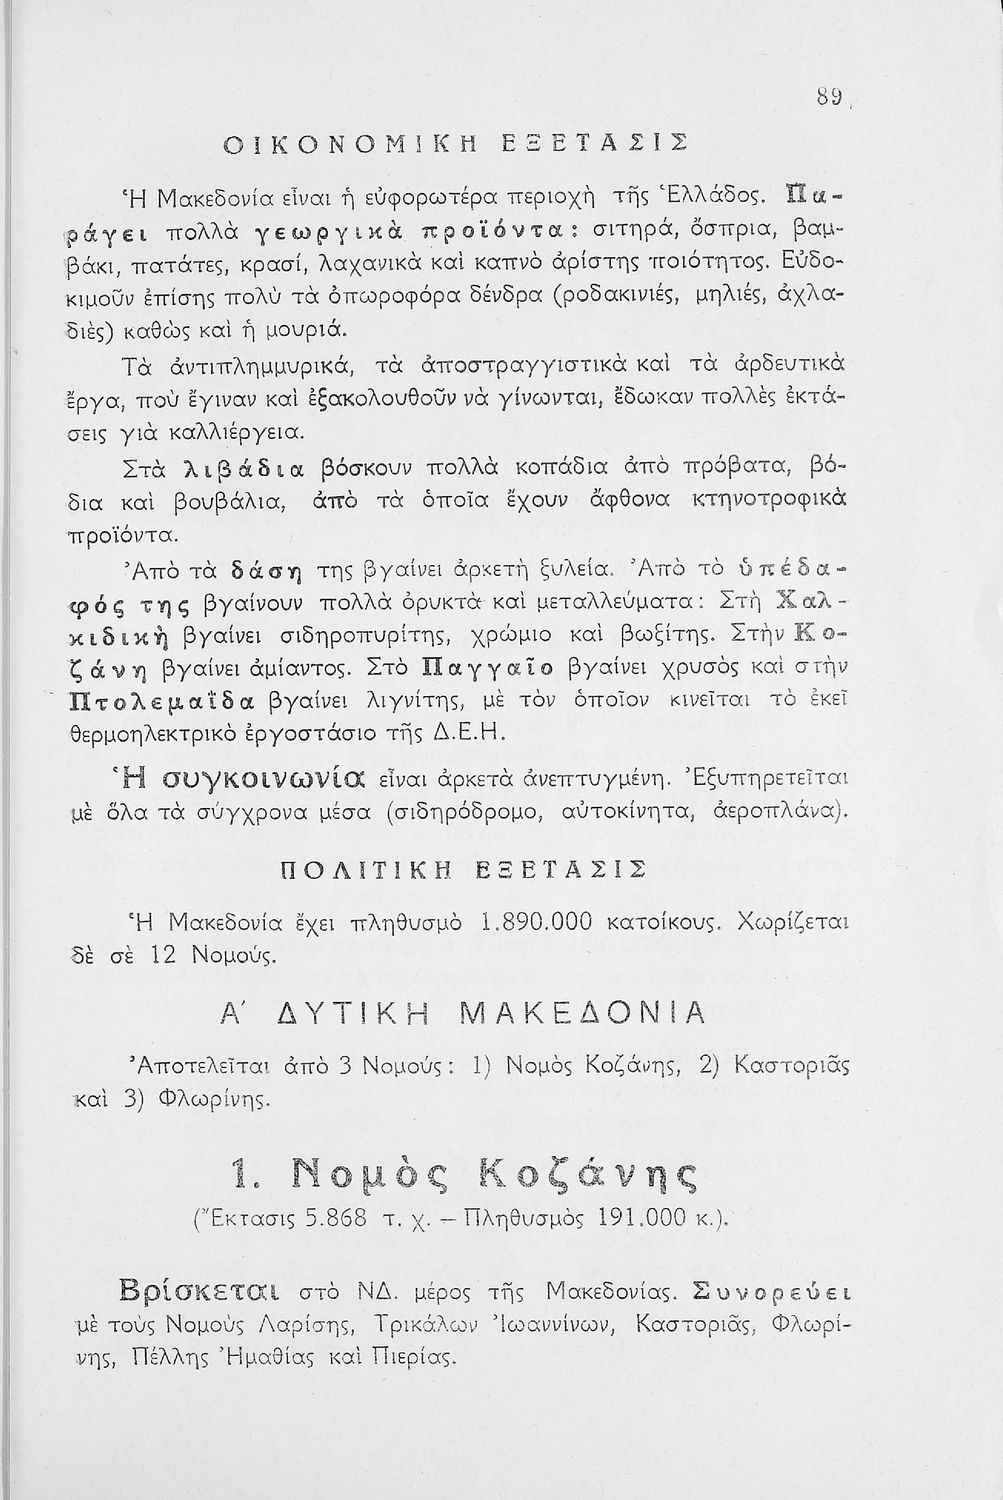 89
ΟΙΚΟΝΟΜΙΚΗ ΕΞΕΤΑΣΙΣ
Ἡ Μακεδονία εἶναι ἡ εὐφορωτέρα περιοχὴ τῆς Ἑλλάδος. Πα-
ράγει πολλὰ γεωργικὰ προϊόντα: σιτηρά, ὄσπρια, βαμ-
βάκι, πατάτες, κρασί, λαχανικὰ καὶ καπνὸ ἀρίστης ποιότητος. Εὐδο-
κιμοῦν ἐπίσης πολὺ τὰ ὀπωροφόρα δένδρα (ροδακινιές, μηλιές, ἀχλα-
διὲς) καθὼς καὶ ἡ μουριά.
Τὰ ἀντιπλημμυρικά, τὰ ἀποστραγγιστικὰ καὶ τὰ ἀρδευτικὰ
ἔργα, ποὺ ἔγιναν καὶ ἐξακολουθοῦν νὰ γίνωνται, ἔδωκαν πολλὲς ἐκτά-
σεις γιὰ καλλιέργεια.
Στὰ λιβάδια βόσκουν πολλὰ κοπάδια ἀπὸ πρόβατα, βό-
δια καὶ βουβάλια, ἀπὸ τὰ ὁποῖα ἔχουν ἄφθονα κτηνοτροφικὰ
προϊόντα.
Ἀπὸ τὰ δάση της βγαίνει ἀρκετὴ ξυλεία. Ἀπὸ τὸ ὑπέδα-
φός της βγαίνουν πολλὰ ὀρυκτὰ καὶ μεταλλεύματα: Στὴ Χαλ-
κιδικὴ βγαίνει σιδηροπυρίτης, χρώμιο καὶ βωξίτης. Στὴν Κο-
ζάνη βγαίνει ἀμίαντος. Στὸ Παγγαῖο βγαίνει χρυσὸς καὶ στὴν
Πτολεμαΐδα βγαίνει λιγνίτης, μὲ τὸν ὁποῖον κινεῖται τὸ ἐκεῖ
θερμοηλεκτρικὸ ἐργοστάσιο τῆς Δ.Ε.Η.
Ἡ συγκοινωνία εἶναι ἀρκετὰ ἀνεπτυγμένη. Ἐξυπηρετεῖται
μὲ ὅλα τὰ σύγχρονα μέσα (σιδηρόδρομο, αὐτοκίνητα, ἀεροπλάνα).
ΠΟΛΙΤΙΚΗ ΕΞΕΤΑΣΙΣ
Ἡ Μακεδονία ἔχει πληθυσμὸ 1.890.000 κατοίκους. Χωρίζεται
δὲ σὲ 12 Νομούς.
Α' ΔΥΤΙΚΗ ΜΑΚΕΔΟΝΙΑ
Ἀποτελεῖται ἀπὸ 3 Νομούς: 1) Νομὸς Κοζάνης, 2) Καστοριᾶς
καὶ 3) Φλωρίνης.
1. Νομὸς Κοζάνης
(Ἔκτασις 5.868 τ. χ. – Πληθυσμὸς 191.000 κ.).
Βρίσκεται στὸ ΝΔ. μέρος τῆς Μακεδονίας. Συνορεύει
μὲ τοὺς Νομοὺς Λαρίσης, Τρικάλων Ἰωαννίνων, Καστοριᾶς, Φλωρί-
νης, Πέλλης Ἠμαθίας καὶ Πιερίας.